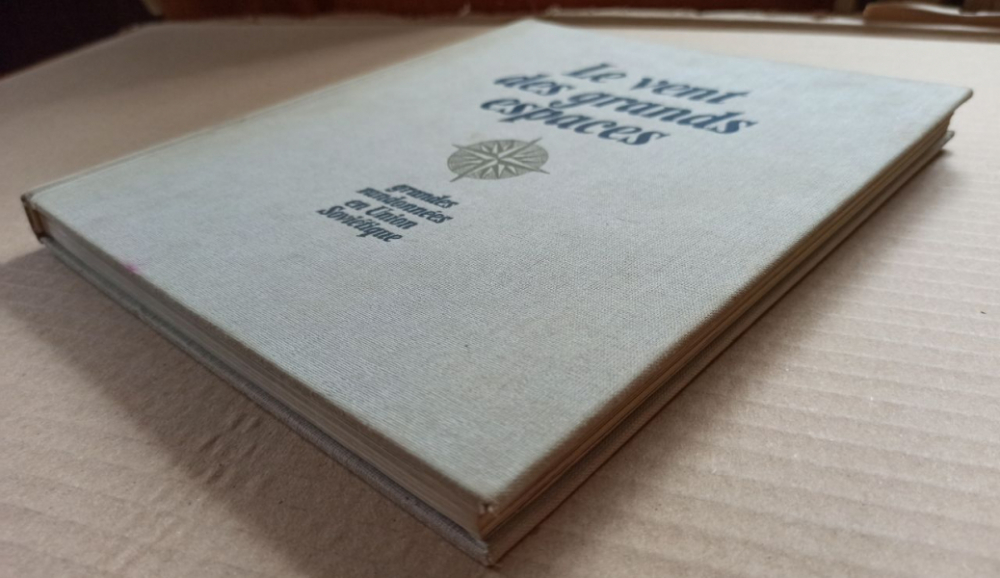 Le vent
des grands
espaces
grandes
randonnées
en Union
Soviétique